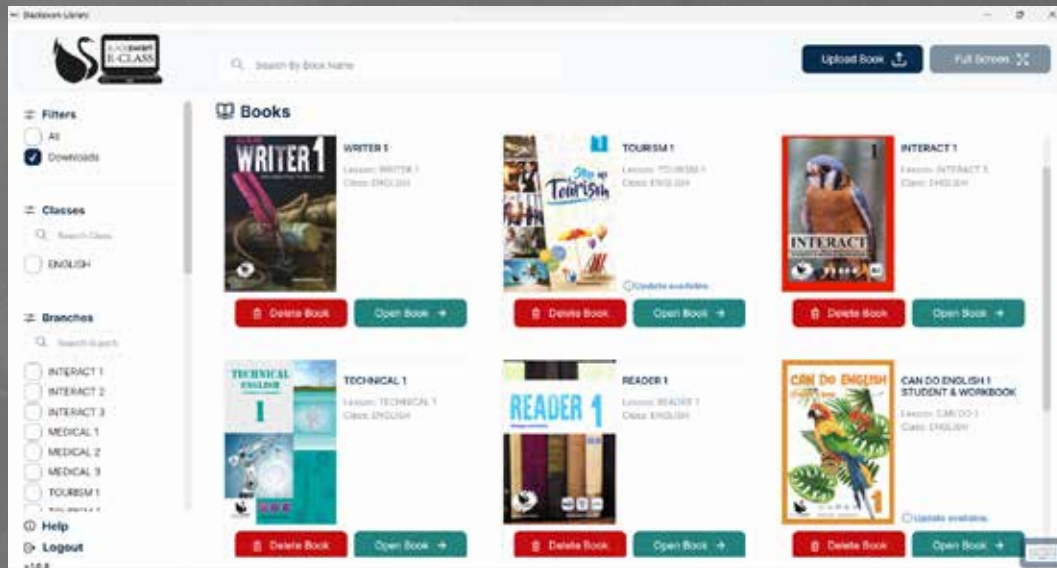 Blackswan Library
BLACKSWAN
E-CLASS
Search By Book Name
Upload Book
Full Screen
Filters
All
Downloads
Classes
Search Class
ENGLISH
Branches
Search Branch
INTERACT 1
INTERACT 2
INTERACT 3
MEDICAL 1
MEDICAL 2
MEDICAL 3
TOURISM 1
Help
Logout
Books
WRITER 1
WRITER 1
Lesson: WRITER 1
Class: ENGLISH
Delete Book
Open Book
Step up
Tourism
TOURISM 1
Lesson: TOURISM 1
Class: ENGLISH
Update available.
Delete Book
Open Book
1
INTERACT
INTERACT 1
Class: ENGLISH
Delete Book
Open Book
TECHNICAL
ENGLISH
1
TECHNICAL 1
Lesson: TECHNICAL 1
Class: ENGLISH
Delete Book
Open Book
READER 1
READER 1
Lesson: READER 1
Class: ENGLISH
Delete Book
Open Book
CAN DO ENGLISH
1
CAN DO ENGLISH 1
STUDENT & WORKBOOK
Lesson: CAN DO 1
Class: ENGLISH
Update available.
Delete Book
Open Book